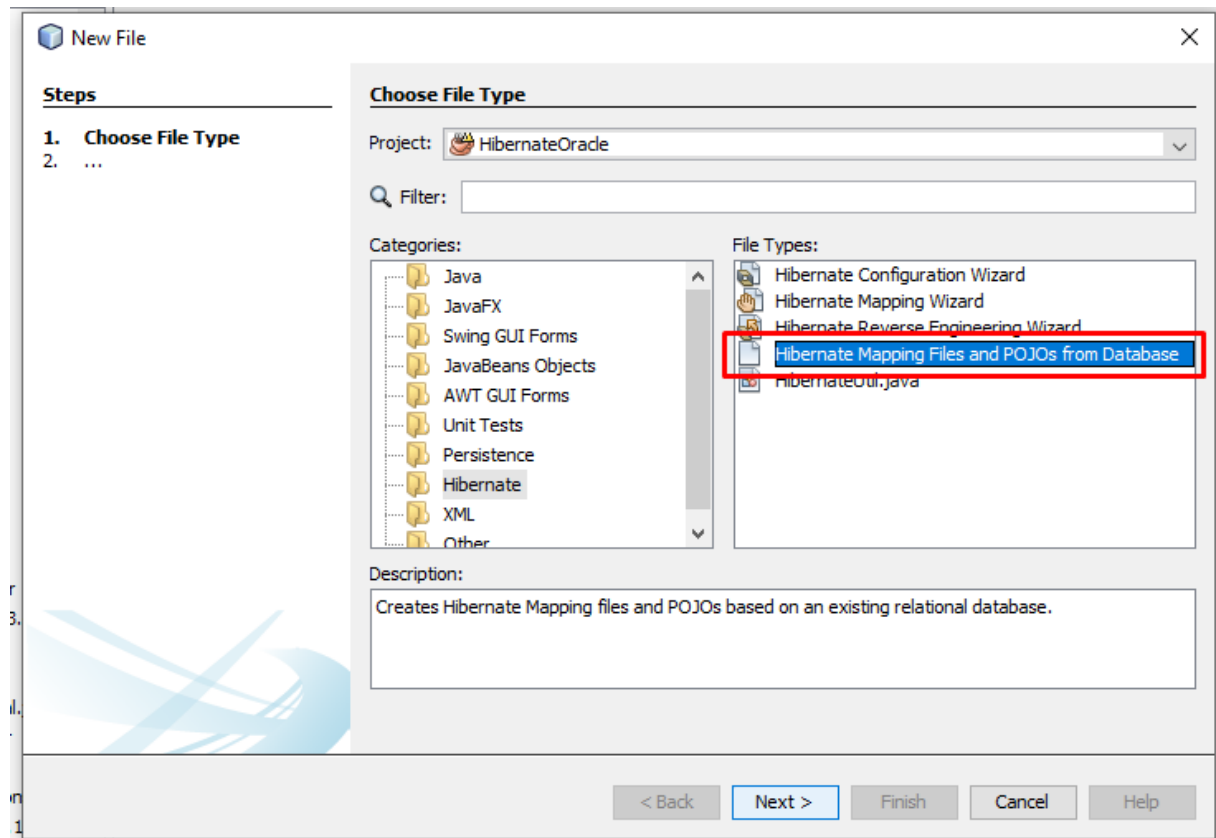 New File
Steps
1. Choose File Type
2. ...
Choose File Type
Project: HibernateOracle
Filter:
Categories:
Java
JavaFX
Swing GUI Forms
JavaBeans Objects
AWT GUI Forms
Unit Tests
Persistence
Hibernate
XML
Other
File Types:
Hibernate Configuration Wizard
Hibernate Mapping Wizard
Hibernate Reverse Engineering Wizard
Hibernate Mapping Files and POJOs from Database
HibernateUtil.java
Description:
Creates Hibernate Mapping files and POJOs based on an existing relational database.
< Back
Next >
Finish
Cancel
Help